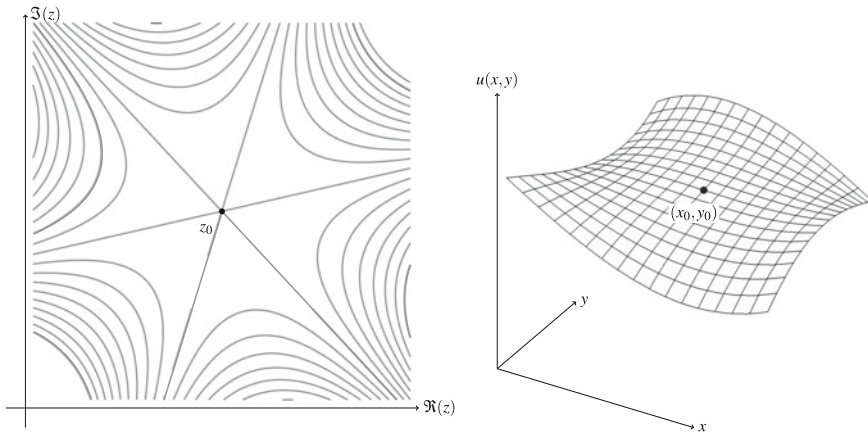 ℑ(z)
z₀
ℜ(z)
u(x, y)
(x₀, y₀)
y
x